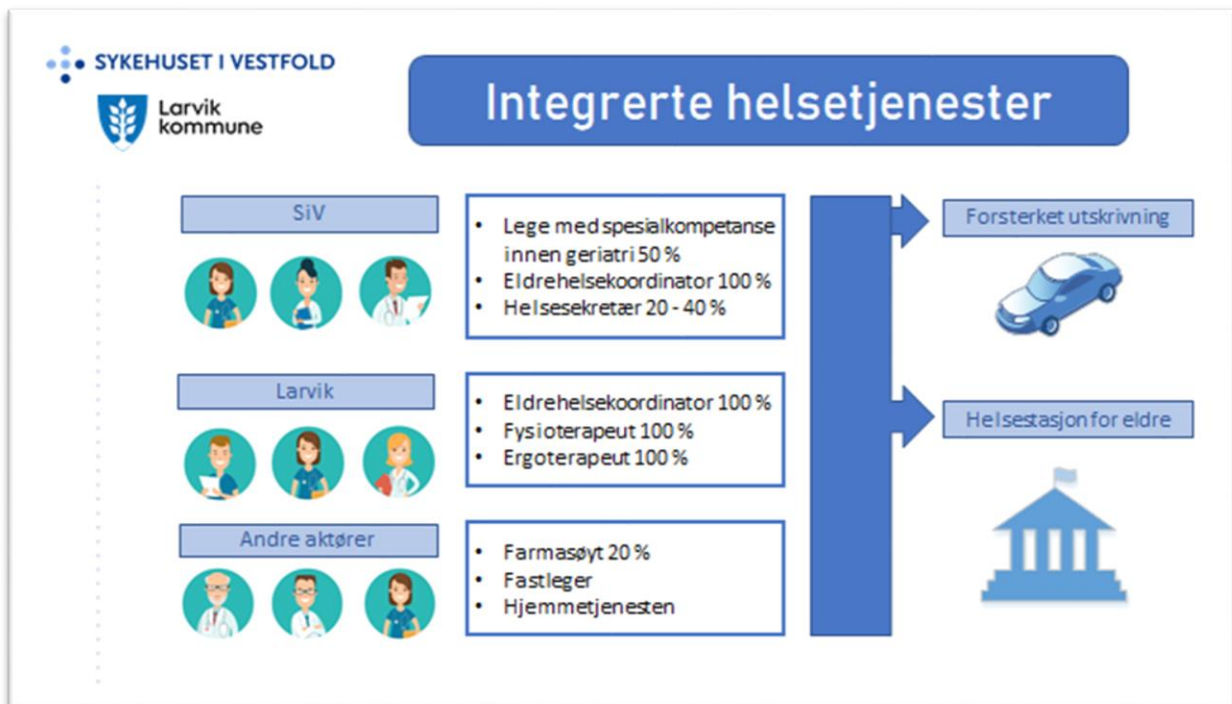 SYKEHUSET I VESTFOLD
Larvik
kommune
Integrerte helsetjenester
SiV
• Lege med spesialkompetanse
innen geriatri 50 %
• Eldrehelsekoordinator 100 %
• Helsesekretær 20 - 40 %
Larvik
• Eldrehelsekoordinator 100 %
• Fysioterapeut 100 %
• Ergoterapeut 100 %
Andre aktører
• Farmasøyt 20 %
• Fastleger
• Hjemmetjenesten
Forsterket utskrivning
Helsestasjon for eldre